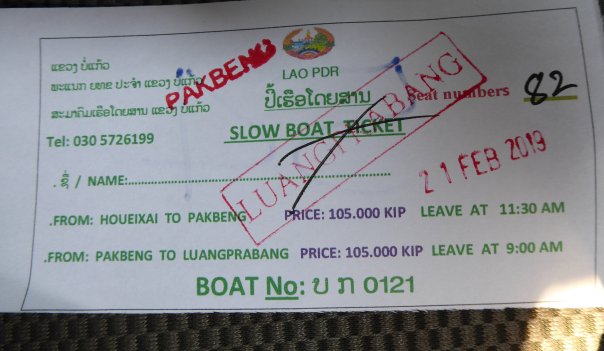 ແຂວງ ບໍ່ແກ້ວ
ພະແນກ ຍທຂ ປະຈຳ ແຂວງ ບໍ່ແກ້ວ
ສະມາຄົມເຮືອໂດຍສານ ແຂວງ ບໍ່ແກ້ວ
Tel: 030 5726199
PAKBENG
LAO PDR
ປີ້ເຮືອໂດຍສານ
Seat numbers 82
SLOW BOAT TICKET
LUANGPRABANG
21 FEB 2019
. ຊື່ / NAME:
.FROM: HOUEIXAI TO PAKBENG PRICE: 105.000 KIP LEAVE AT 11:30 AM
.FROM: PAKBENG TO LUANGPRABANG PRICE: 105.000 KIP LEAVE AT 9:00 AM
BOAT No: ບ ກ 0121